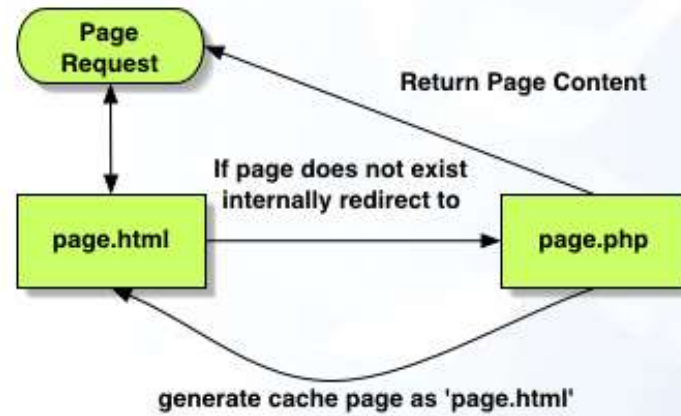 Page
Request
Return Page Content
If page does not exist
internally redirect to
page.html
page.php
generate cache page as 'page.html'